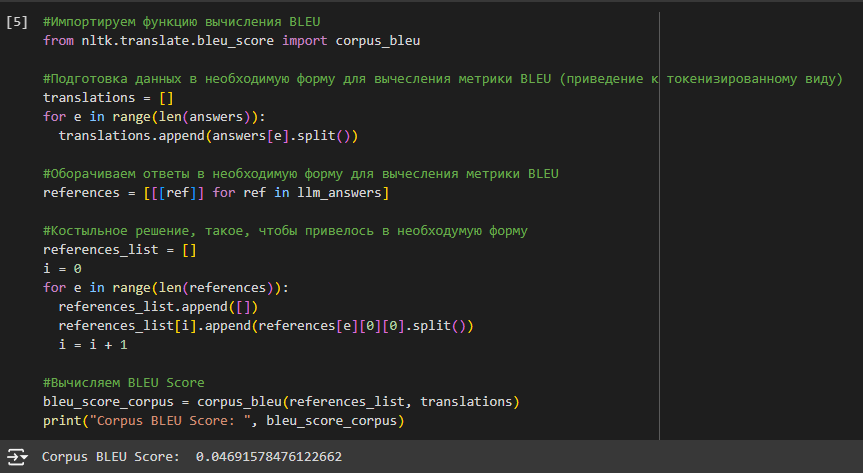 [5] #Импортируем функцию вычисления BLEU
from nltk.translate.bleu_score import corpus_bleu
#Подготовка данных в необходимую форму для вычесления метрики BLEU (приведение к токенизированному виду)
translations = []
for e in range(len(answers)):
  translations.append(answers[e].split())
#Оборачиваем ответы в необходимую форму для вычесления метрики BLEU
references = [[[ref]] for ref in llm_answers]
#Костыльное решение, такое, чтобы привелось в необходумую форму
references_list = []
i = 0
for e in range(len(references)):
  references_list.append([])
  references_list[i].append(references[e][0][0].split())
  i = i + 1
#Вычисляем BLEU Score
bleu_score_corpus = corpus_bleu(references_list, translations)
print("Corpus BLEU Score: ", bleu_score_corpus)
Corpus BLEU Score:  0.04691578476122662